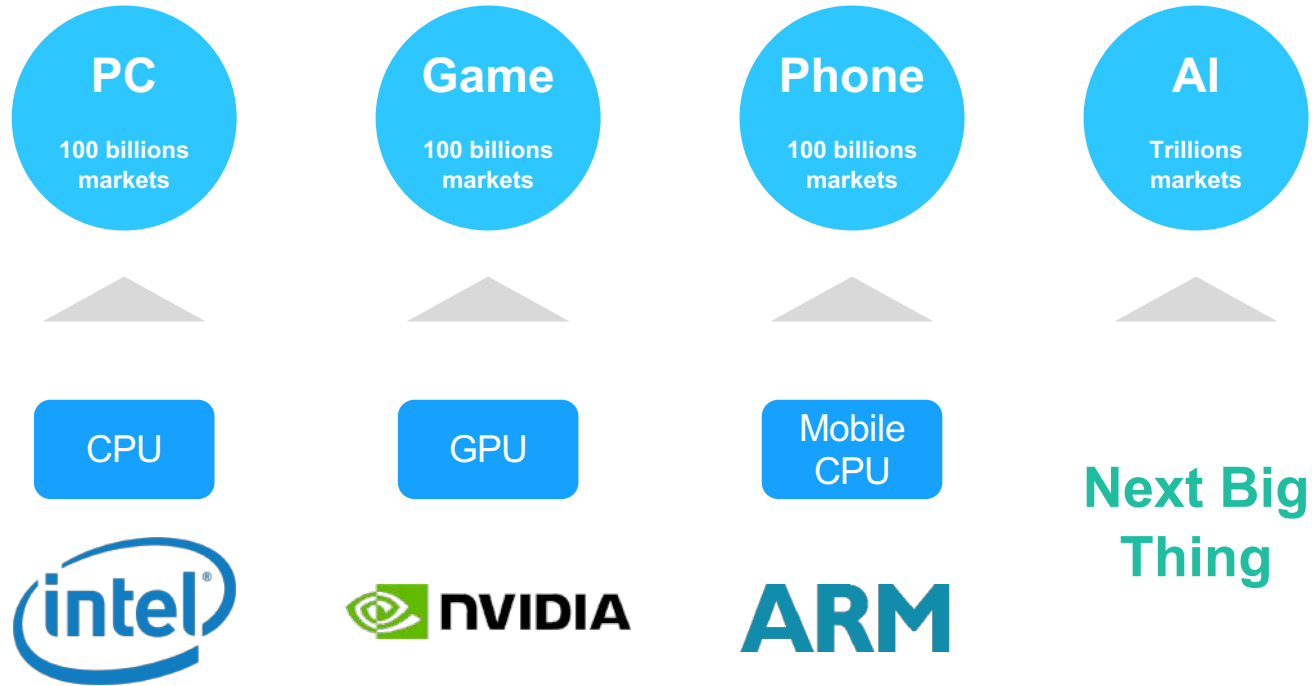 PC
100 billions
markets
Game
100 billions
markets
Phone
100 billions
markets
AI
Trillions
markets
CPU
GPU
Mobile
CPU
Next Big
Thing
intel®
NVIDIA
ARM